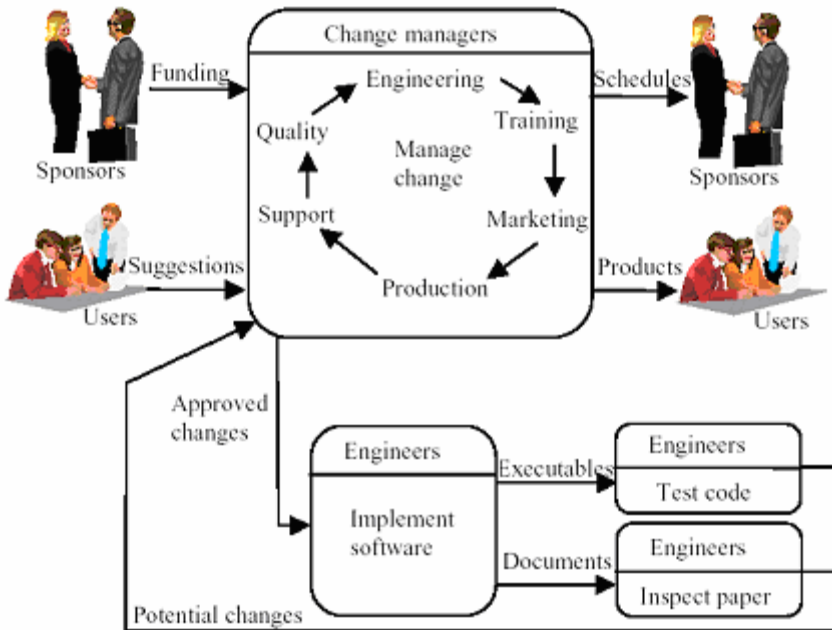 Change managers
Funding
Engineering
Schedules
Quality
Training
Manage
change
Sponsors
Sponsors
Support
Marketing
Suggestions
Products
Production
Users
Users
Approved
changes
Engineers
Engineers
Executables
Test code
Implement
software
Engineers
Documents
Inspect paper
Potential changes